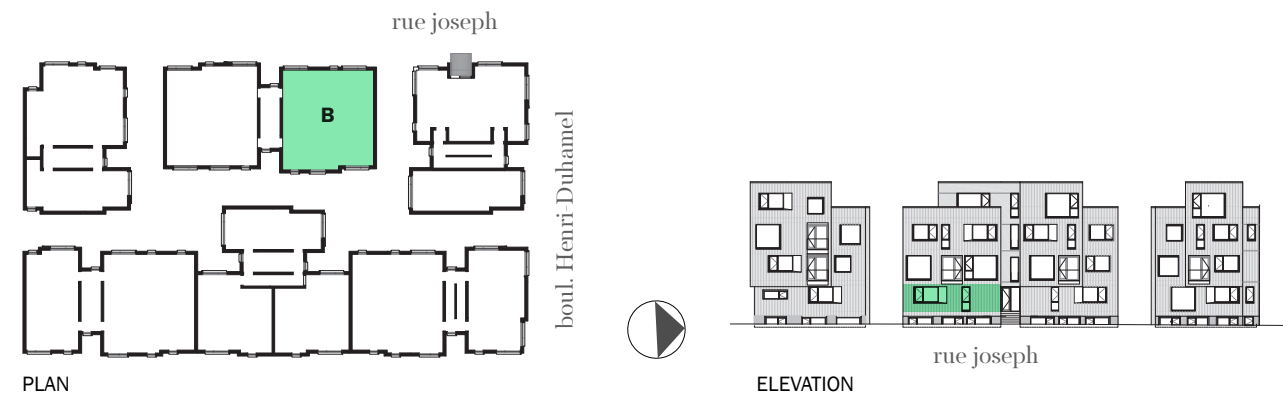 rue joseph
B
boul. Henri-Duhamel
PLAN
rue joseph
ELEVATION